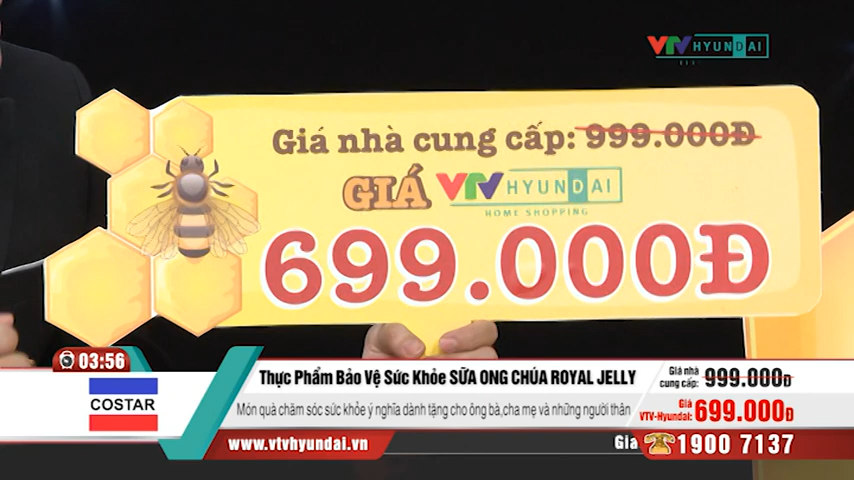 VTV HYUNDAI
Giá nhà cung cấp: 999.000Đ
GIÁ VTV HYUNDAI
HOME SHOPPING
699.000Đ
03:56
COSTAR
Thực Phẩm Bảo Vệ Sức Khỏe SỮA ONG CHÚA ROYAL JELLY
Món quà chăm sóc sức khỏe ý nghĩa dành tặng cho ông bà,cha mẹ và những người thân
Giá nhà
cung cấp: 999.000đ
Giá
VTV-Hyundai: 699.000đ
www.vtvhyundai.vn
Gia
1900 7137